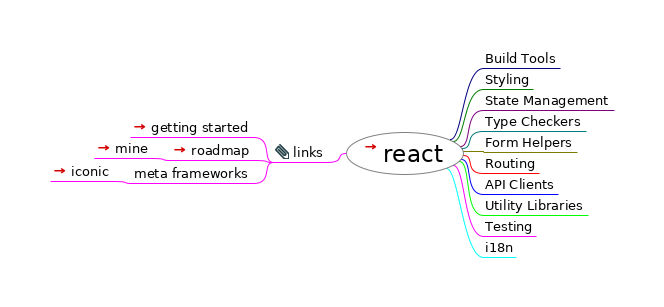 react
links
getting started
roadmap
mine
meta frameworks
iconic
Build Tools
Styling
State Management
Type Checkers
Form Helpers
Routing
API Clients
Utility Libraries
Testing
i18n